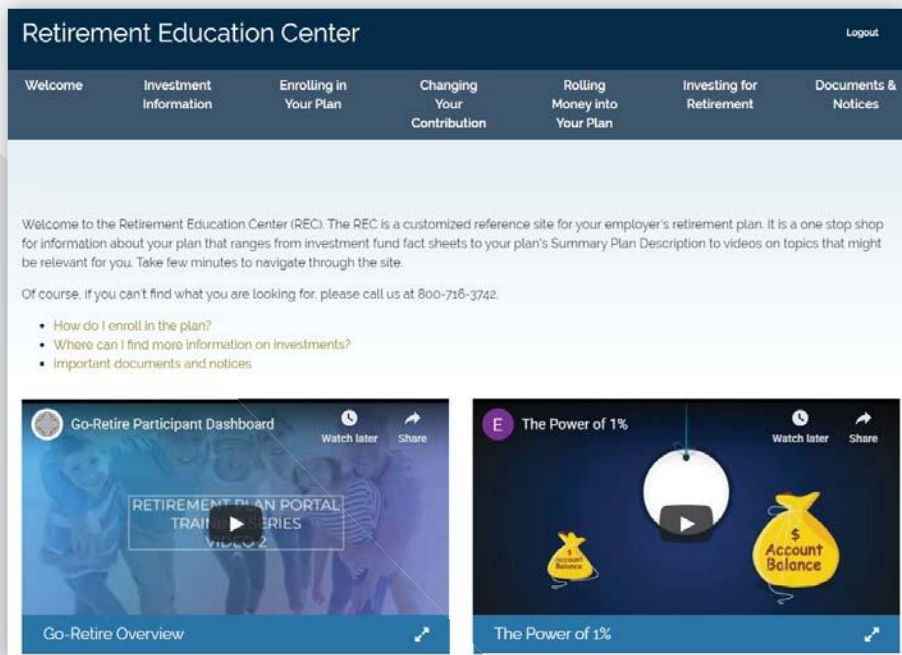 Retirement Education Center
Logout
Welcome
Investment
Information
Enrolling in
Your Plan
Changing
Your
Contribution
Rolling
Money into
Your Plan
Investing for
Retirement
Documents &
Notices
Welcome to the Retirement Education Center (REC). The REC is a customized reference site for your employer's retirement plan. It is a one stop shop
for information about your plan that ranges from investment fund fact sheets to your plan's Summary Plan Description to videos on topics that might
be relevant for you. Take few minutes to navigate through the site.
Of course, if you can't find what you are looking for, please call us at 800-716-3742.
• How do I enroll in the plan?
• Where can I find more information on investments?
• Important documents and notices
Go-Retire Participant Dashboard
Watch later
Share
RETIREMENT PLAN PORTAL
TRAINING SERIES
VIDEO 2
Go-Retire Overview
E
The Power of 1%
Watch later
Share
$
Account
Balance
$
Account
Balance
The Power of 1%